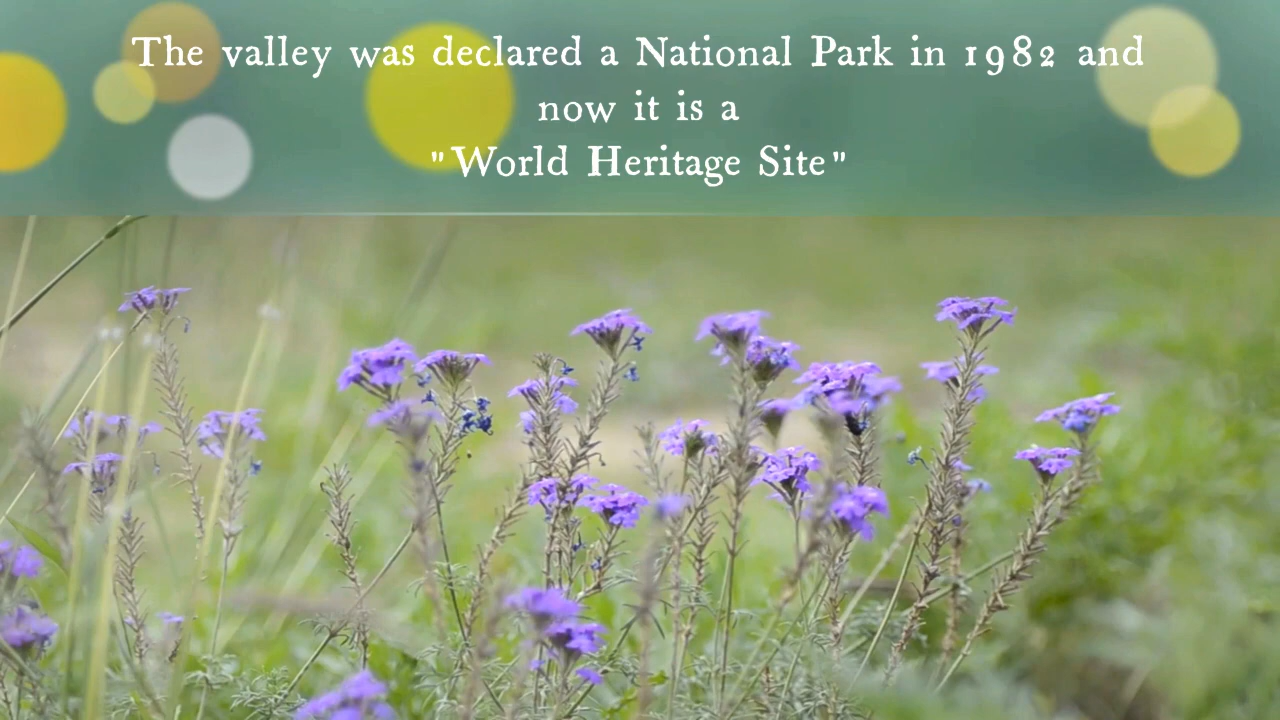 The valley was declared a National Park in 1982 and
now it is a
"World Heritage Site"